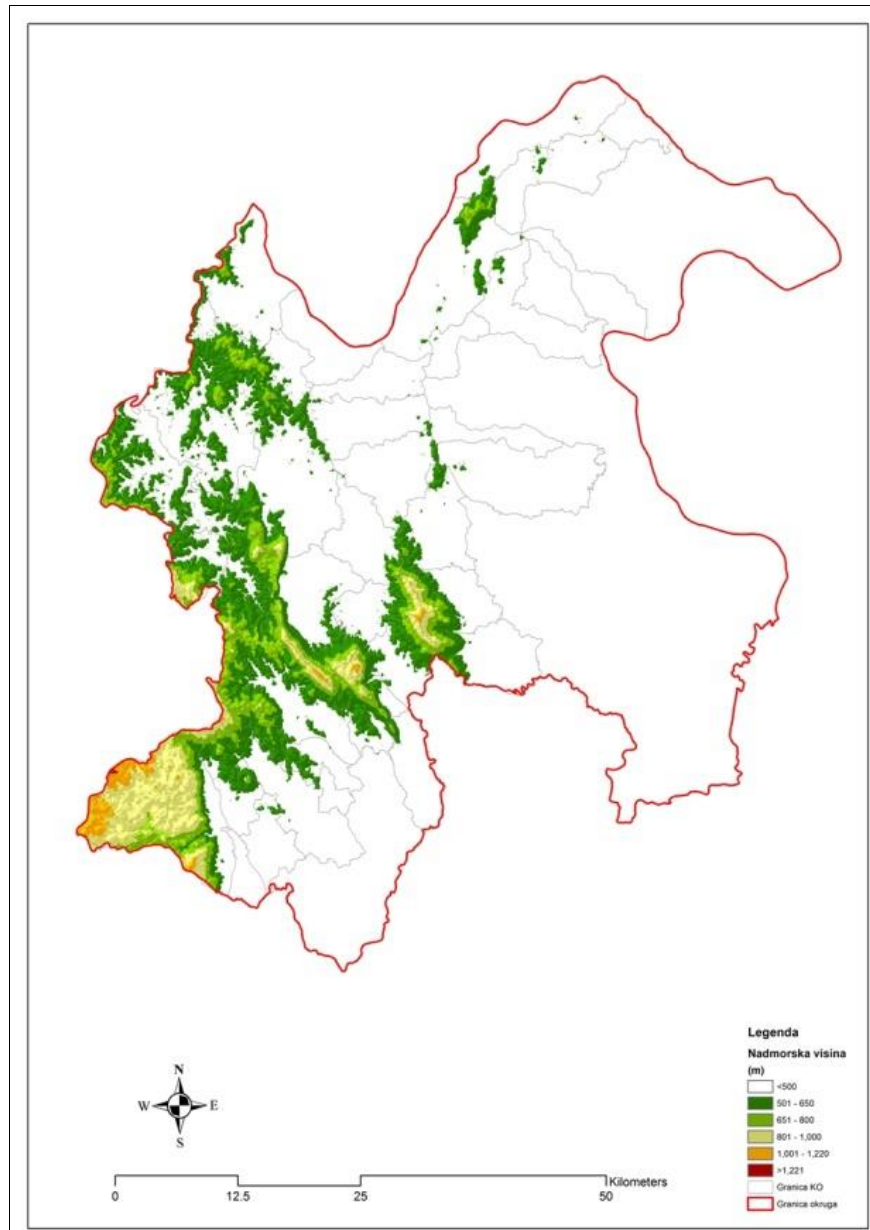 N
W E
S
Kilometers
0 12.5 25 50
Legenda
Nadmorska visina
(m)
<500
501 - 650
651 - 800
801 - 1,000
1,001 - 1,220
>1,221
Granica KO
Granica okruga